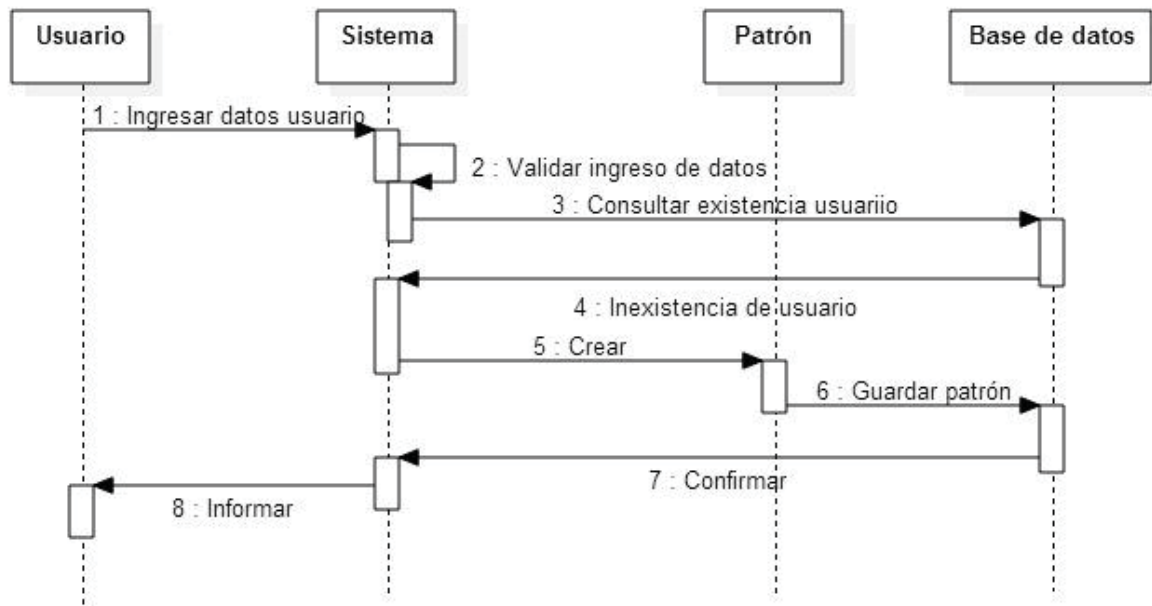 Usuario
Sistema
Patrón
Base de datos
1 : Ingresar datos usuario
2 : Validar ingreso de datos
3 : Consultar existencia usuariio
4 : Inexistencia de usuario
5 : Crear
6 : Guardar patrón
7 : Confirmar
8 : Informar